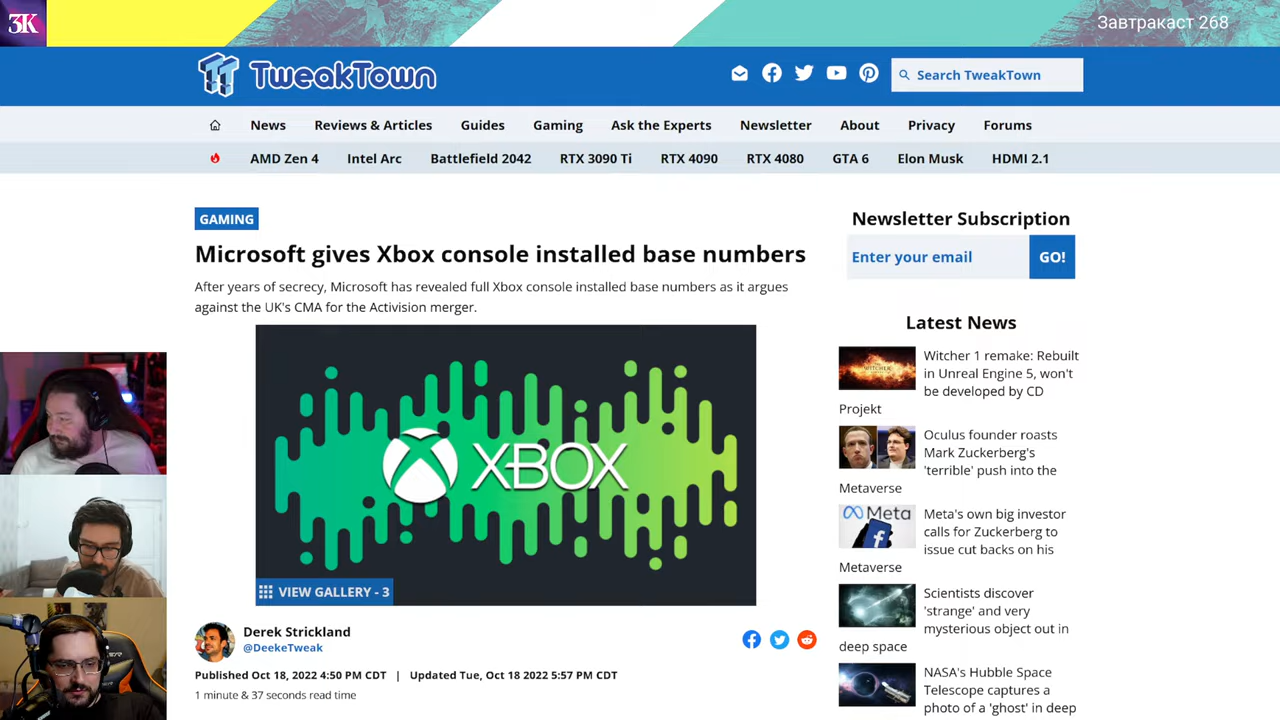 3K
Завтракаст 268
TweakTown
Search TweakTown
News
Reviews & Articles
Guides
Gaming
Ask the Experts
Newsletter
About
Privacy
Forums
AMD Zen 4
Intel Arc
Battlefield 2042
RTX 3090 Ti
RTX 4090
RTX 4080
GTA 6
Elon Musk
HDMI 2.1
GAMING
Microsoft gives Xbox console installed base numbers
After years of secrecy, Microsoft has revealed full Xbox console installed base numbers as it argues
against the UK's CMA for the Activision merger.
XBOX
VIEW GALLERY - 3
Derek Strickland
@DeekeTweak
Published Oct 18, 2022 4:50 PM CDT | Updated Tue, Oct 18 2022 5:57 PM CDT
1 minute & 37 seconds read time
Newsletter Subscription
Enter your email
GO!
Latest News
Witcher 1 remake: Rebuilt
in Unreal Engine 5, won't
be developed by CD
Projekt
Oculus founder roasts
Mark Zuckerberg's
'terrible' push into the
Metaverse
Meta
Meta's own big investor
calls for Zuckerberg to
issue cut backs on his
Metaverse
Scientists discover
'strange' and very
mysterious object out in
deep space
NASA's Hubble Space
Telescope captures a
photo of a 'ghost' in deep